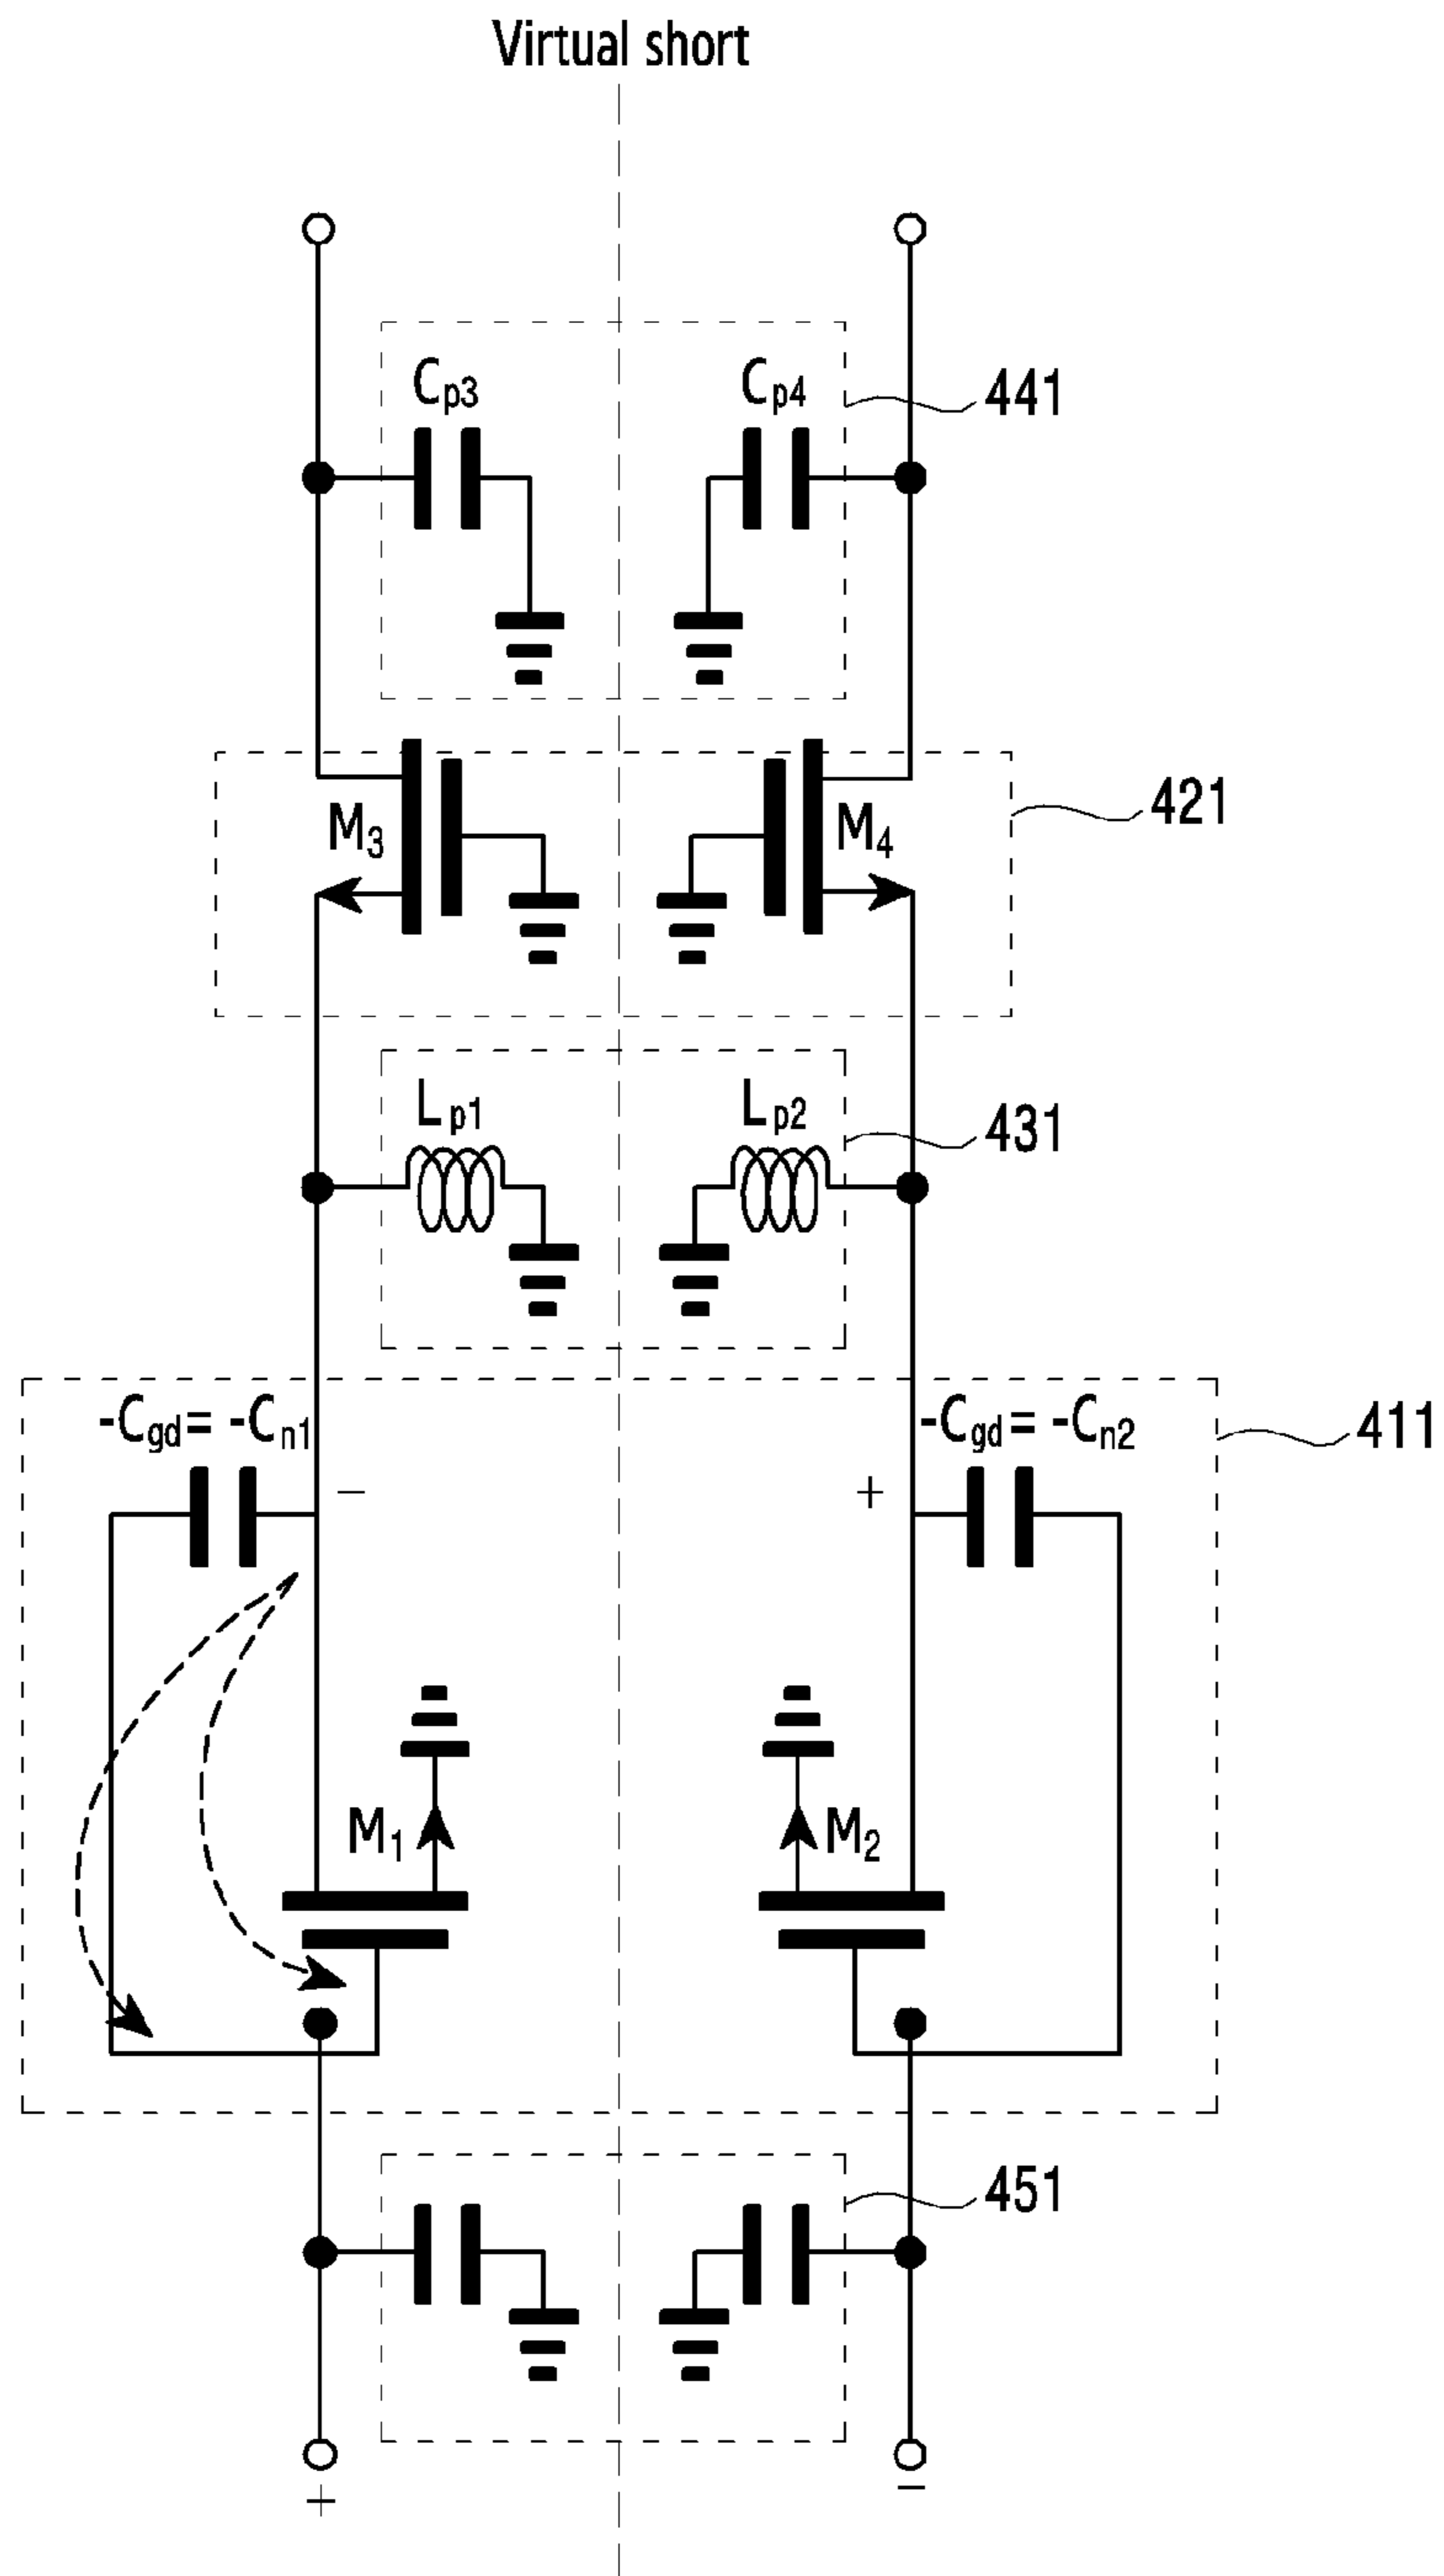 Virtual short
Cp3
Cp4
441
M3
M4
421
Lp1
Lp2
431
-Cgd= -Cn1
-Cgd= -Cn2
411
−
+
M1
M2
451
+
−